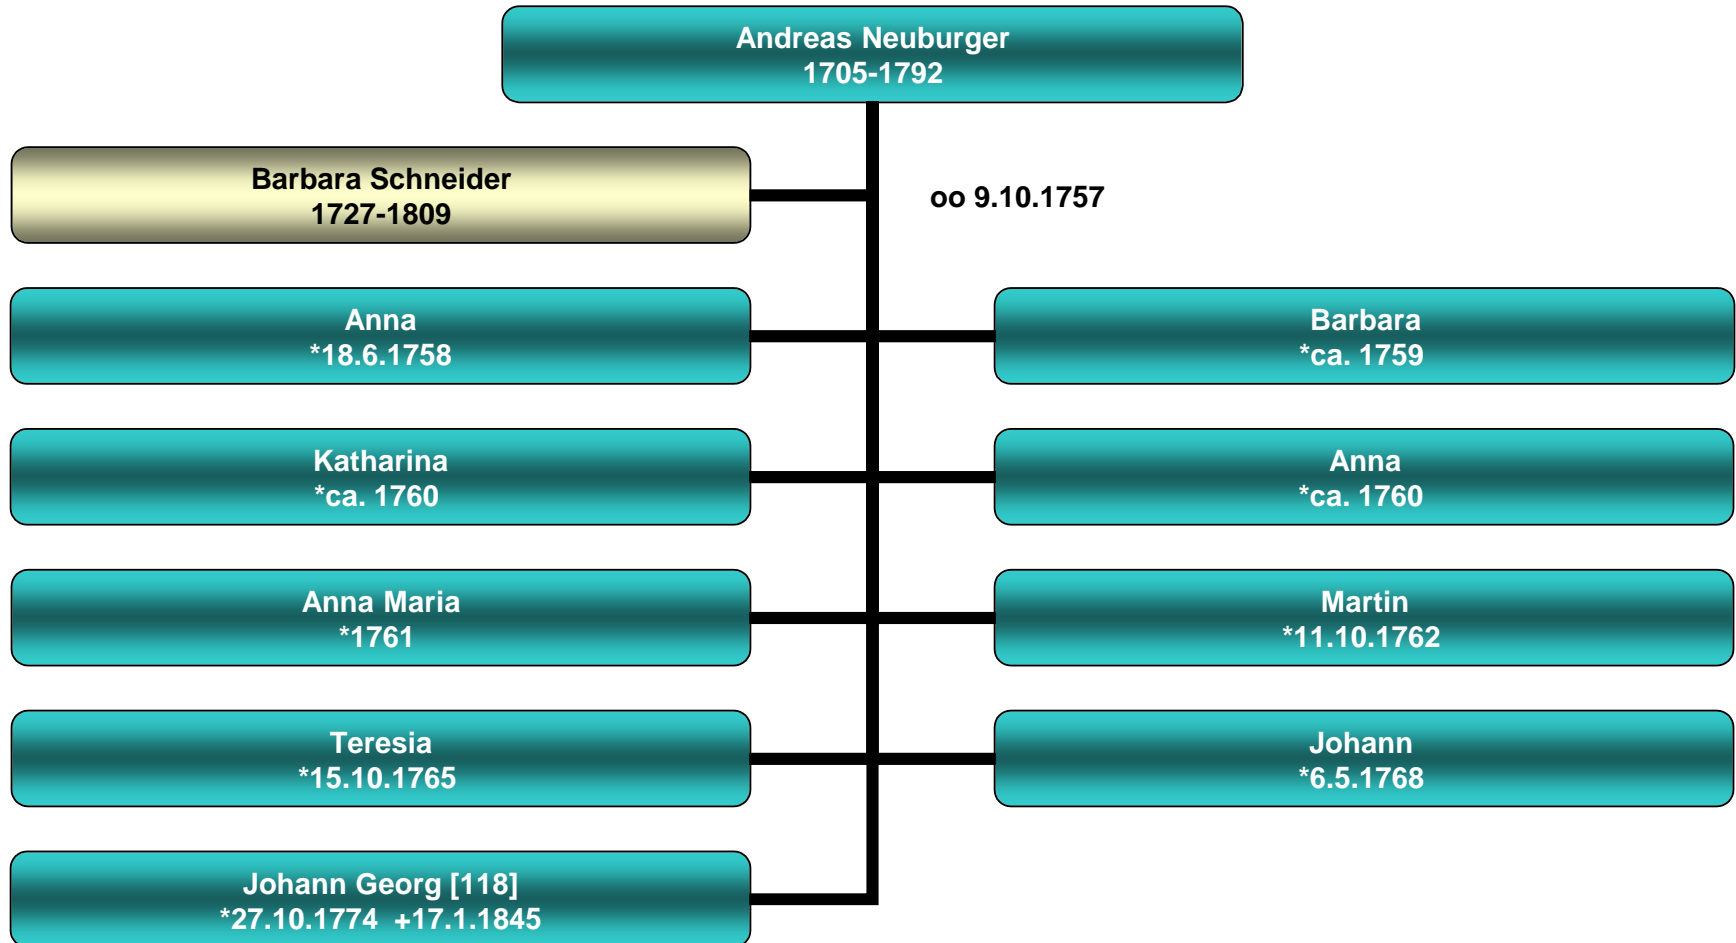 Andreas Neuburger
1705-1792
Barbara Schneider
1727-1809
oo 9.10.1757
Anna
*18.6.1758
Barbara
*ca. 1759
Katharina
*ca. 1760
Anna
*ca. 1760
Anna Maria
*1761
Martin
*11.10.1762
Teresia
*15.10.1765
Johann
*6.5.1768
Johann Georg [118]
*27.10.1774  +17.1.1845